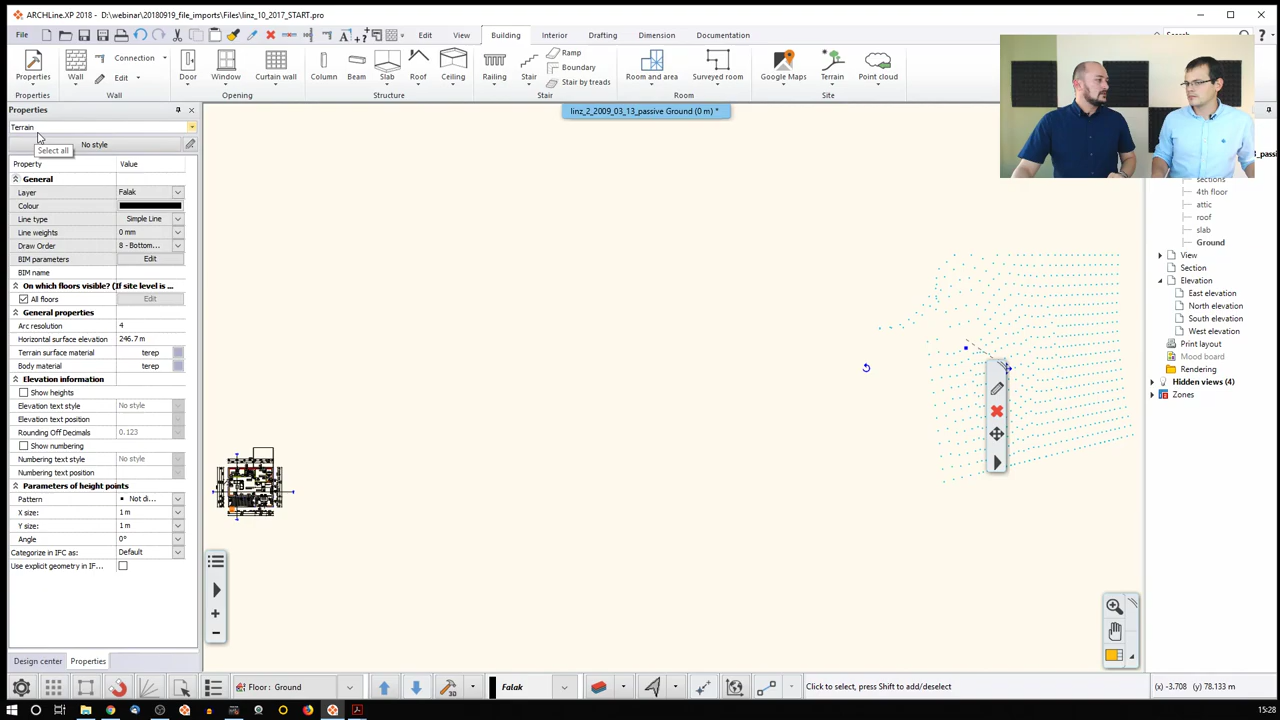 ARCHLine.XP 2018 - D:\webinar\20180919_file_imports\Files\linz_10_2017_START.pro
File
Edit
View
Building
Interior
Drafting
Dimension
Documentation
Properties
Wall
Connection
Edit
Door
Window
Curtain wall
Column
Beam
Slab
Roof
Ceiling
Railing
Stair
Ramp
Boundary
Stair by treads
Room and area
Surveyed room
Google Maps
Terrain
Point cloud
Properties
Wall
Opening
Structure
Stair
Room
Site
Properties
linz_2_2009_03_13_passive Ground (0 m) *
Terrain
No style
Select all
Property Value
General
Layer Falak
Colour
Line type Simple Line
Line weights 0 mm
Draw Order 8 - Bottom...
BIM parameters Edit
BIM name
On which floors visible? (If site level is ...
All floors Edit
General properties
Arc resolution 4
Horizontal surface elevation 246.7 m
Terrain surface material terep
Body material terep
Elevation information
Show heights
Elevation text style No style
Elevation text position
Rounding Off Decimals 0.123
Show numbering
Numbering text style No style
Numbering text position
Parameters of height points
Pattern Not di...
X size: 1 m
Y size: 1 m
Angle 0°
Categorize in IFC as: Default
Use explicit geometry in IF...
Design center Properties
sections
4th floor
attic
roof
slab
Ground
View
Section
Elevation
East elevation
North elevation
South elevation
West elevation
Print layout
Mood board
Rendering
Hidden views (4)
Zones
Floor : Ground
Falak
Click to select, press Shift to add/deselect
(x) -3.708 (y) 78.133 m
15:28